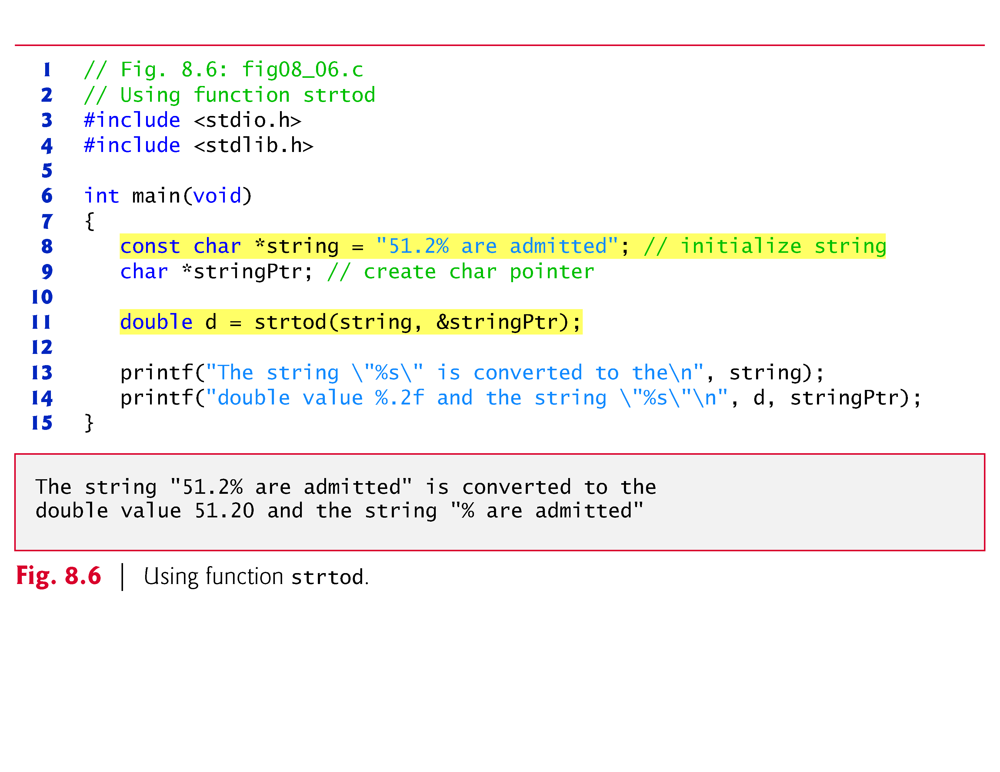 1 // Fig. 8.6: fig08_06.c
2 // Using function strtod
3 #include <stdio.h>
4 #include <stdlib.h>
5
6 int main(void)
7 {
8 const char *string = "51.2% are admitted"; // initialize string
9 char *stringPtr; // create char pointer
10
11 double d = strtod(string, &stringPtr);
12
13 printf("The string \"%s\" is converted to the\n", string);
14 printf("double value %.2f and the string \"%s\"\n", d, stringPtr);
15 }
The string "51.2% are admitted" is converted to the
double value 51.20 and the string "% are admitted"
Fig. 8.6 | Using function strtod.